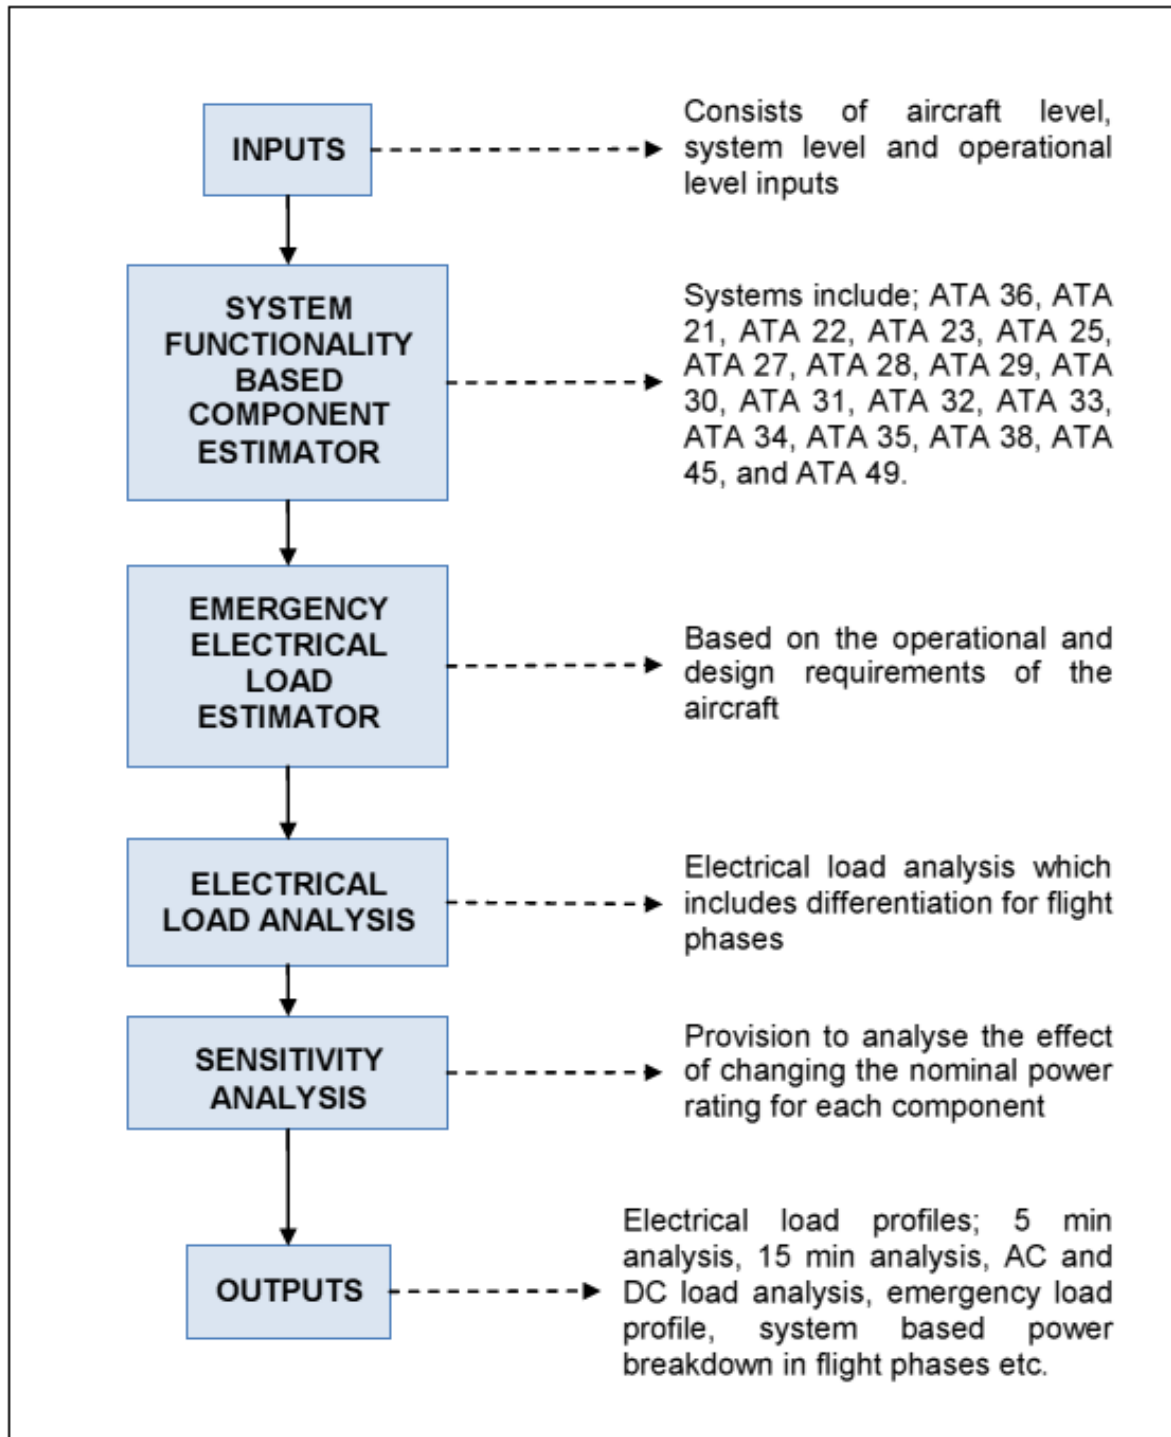 INPUTS
Consists of aircraft level,
system level and operational
level inputs
SYSTEM
FUNCTIONALITY
BASED
COMPONENT
ESTIMATOR
Systems include; ATA 36, ATA
21, ATA 22, ATA 23, ATA 25,
ATA 27, ATA 28, ATA 29, ATA
30, ATA 31, ATA 32, ATA 33,
ATA 34, ATA 35, ATA 38, ATA
45, and ATA 49.
EMERGENCY
ELECTRICAL
LOAD
ESTIMATOR
Based on the operational and
design requirements of the
aircraft
ELECTRICAL
LOAD ANALYSIS
Electrical load analysis which
includes differentiation for flight
phases
SENSITIVITY
ANALYSIS
Provision to analyse the effect
of changing the nominal power
rating for each component
OUTPUTS
Electrical load profiles; 5 min
analysis, 15 min analysis, AC and
DC load analysis, emergency load
profile, system based power
breakdown in flight phases etc.